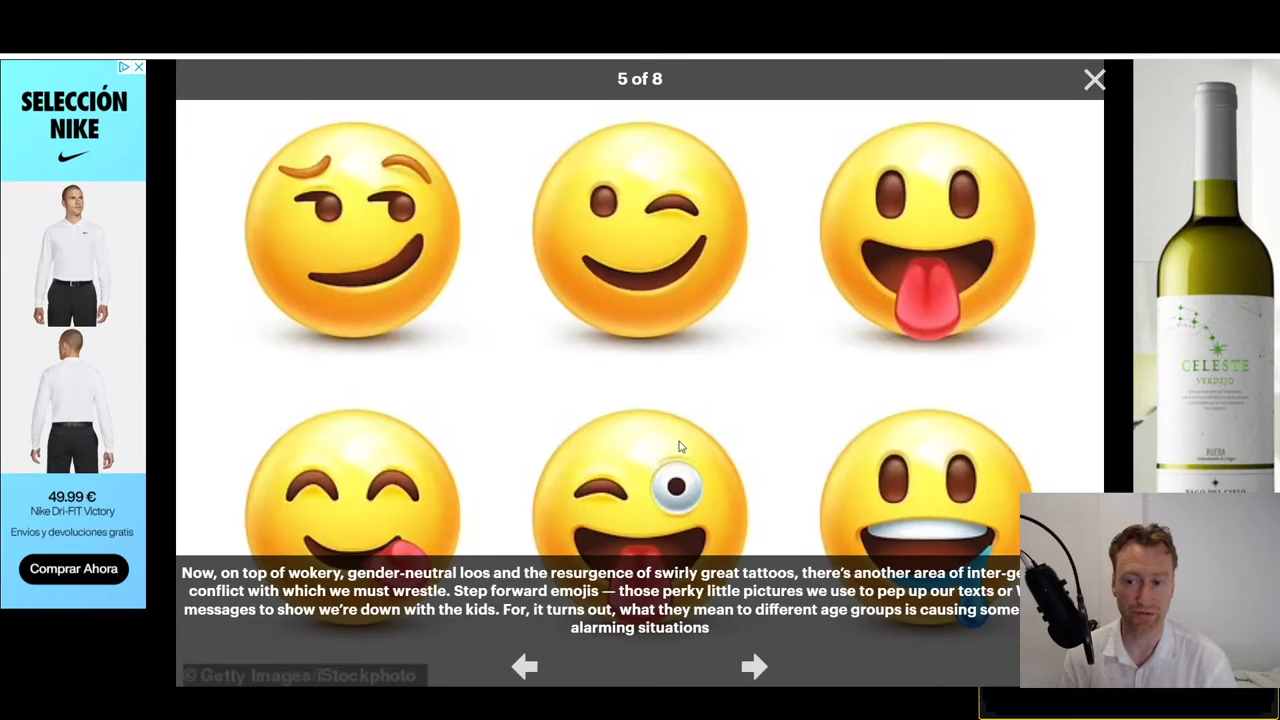 5 of 8
SELECCIÓN
NIKE
49.99 €
Nike Dri-FIT Victory
Envíos y devoluciones gratis
Comprar Ahora
CELESTE
VERDEJO
RUEDA
Now, on top of wokery, gender-neutral loos and the resurgence of swirly great tattoos, there's another area of inter-ge
conflict with which we must wrestle. Step forward emojis — those perky little pictures we use to pep up our texts or
messages to show we're down with the kids. For, it turns out, what they mean to different age groups is causing some
alarming situations
© Getty Images/iStockphoto